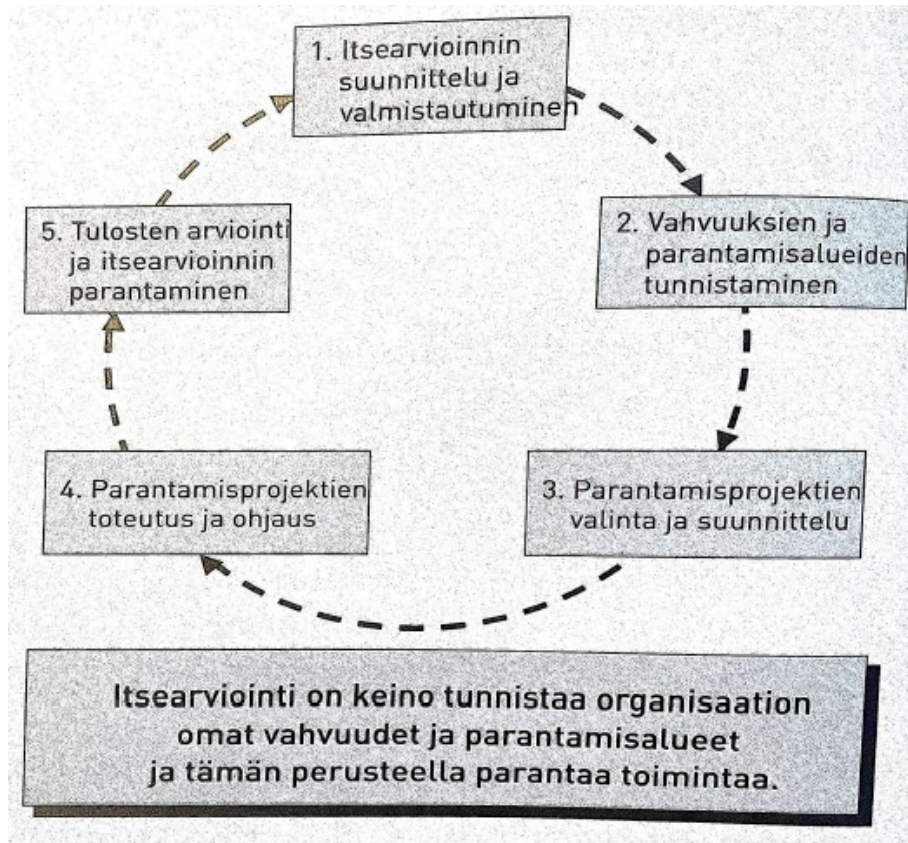 1. Itsearvioinnin
suunnittelu ja
valmistautuminen
2. Vahvuuksien ja
parantamisalueiden
tunnistaminen
3. Parantamisprojektien
valinta ja suunnittelu
4. Parantamisprojektien
toteutus ja ohjaus
5. Tulosten arviointi
ja itsearvioinnin
parantaminen
Itsearviointi on keino tunnistaa organisaation
omat vahvuudet ja parantamisalueet
ja tämän perusteella parantaa toimintaa.